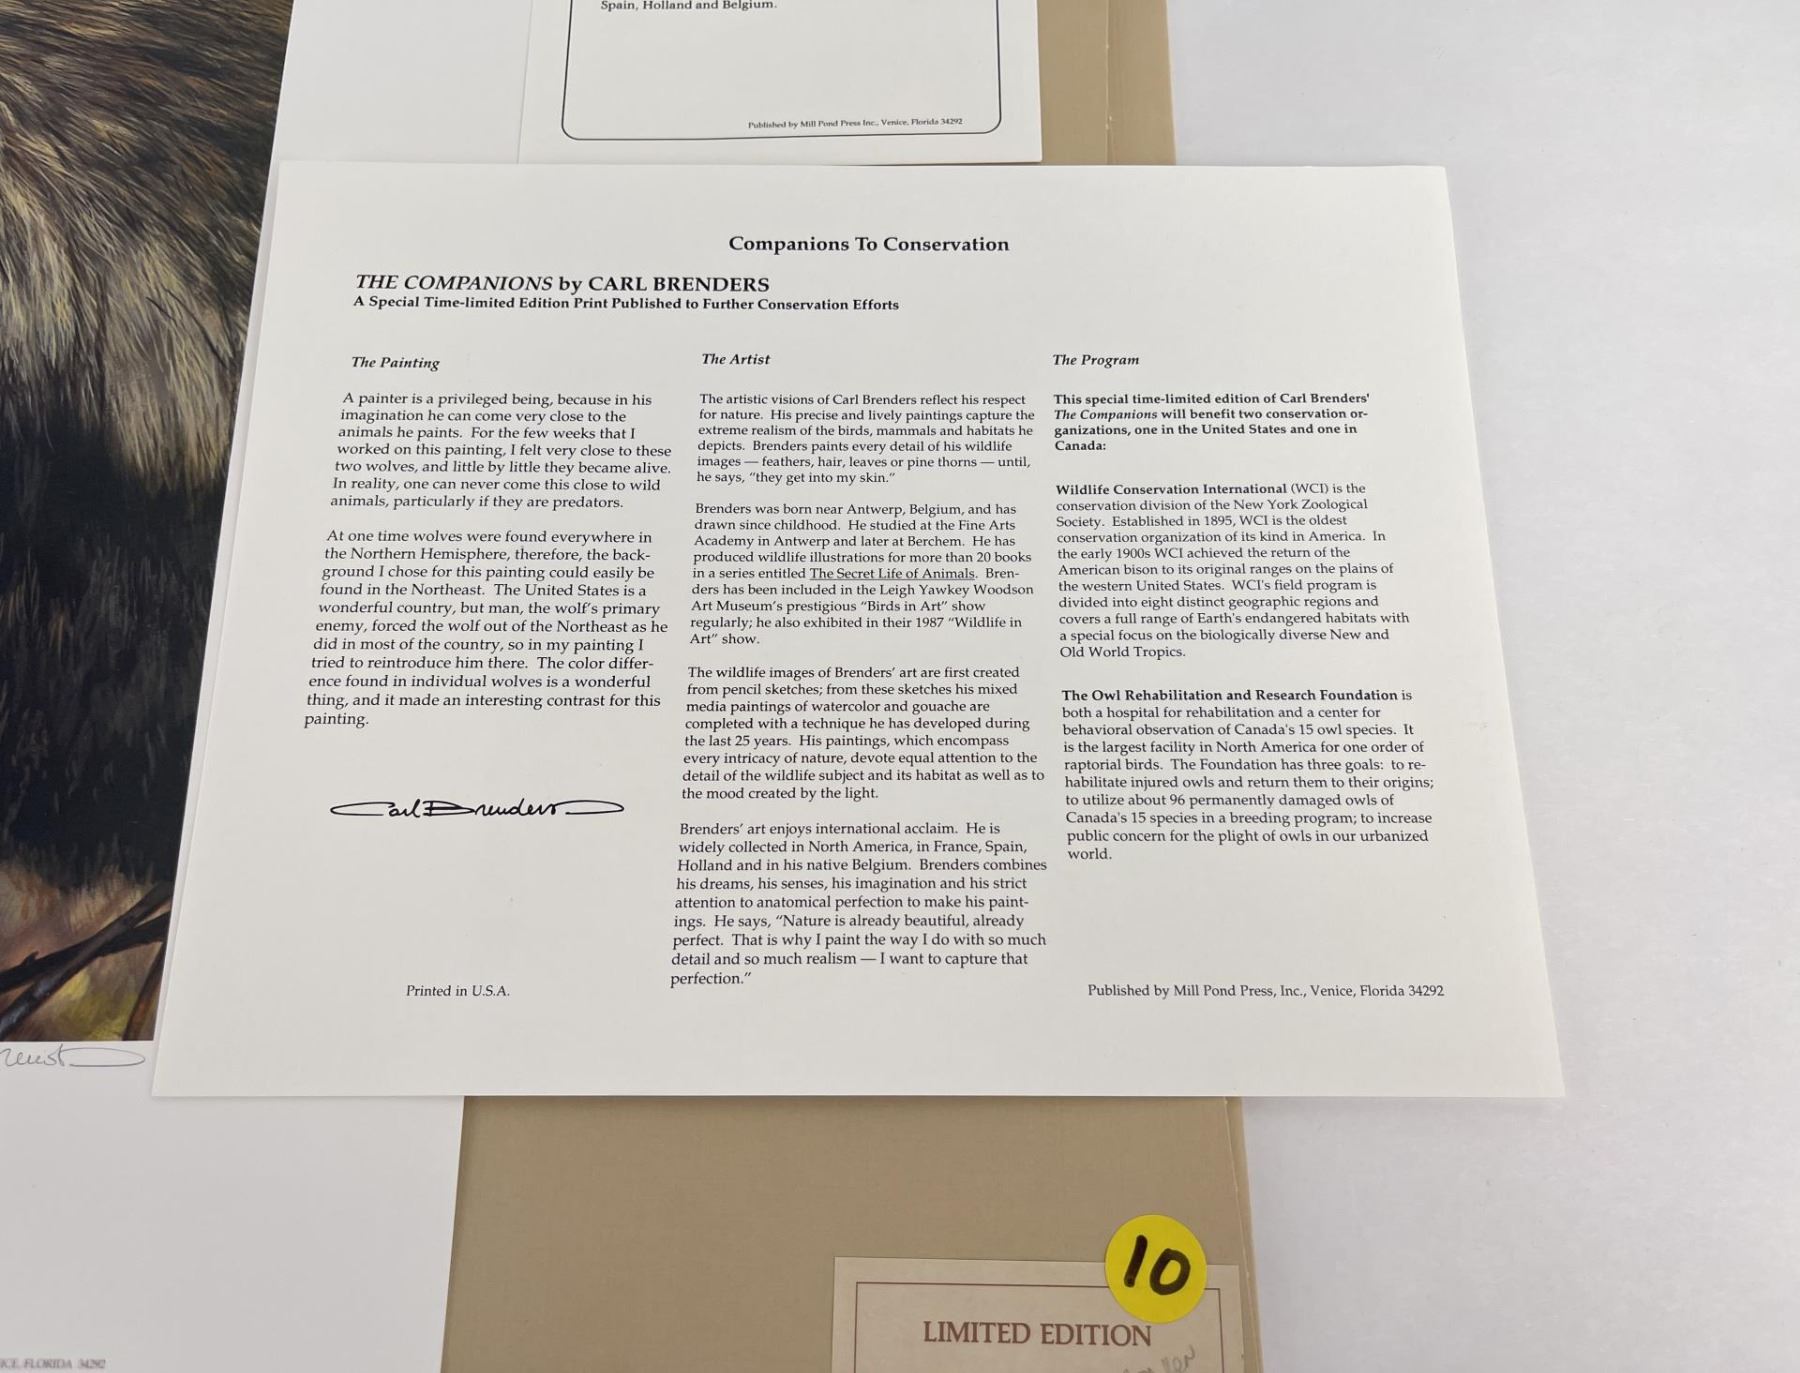 Spain, Holland and Belgium.
Published by Mill Pond Press Inc., Venice, Florida 34292
Companions To Conservation
THE COMPANIONS by CARL BRENDERS
A Special Time-limited Edition Print Published to Further Conservation Efforts
The Painting
A painter is a privileged being, because in his
imagination he can come very close to the
animals he paints. For the few weeks that I
worked on this painting, I felt very close to these
two wolves, and little by little they became alive.
In reality, one can never come this close to wild
animals, particularly if they are predators.
At one time wolves were found everywhere in
the Northern Hemisphere, therefore, the back-
ground I chose for this painting could easily be
found in the Northeast. The United States is a
wonderful country, but man, the wolf's primary
enemy, forced the wolf out of the Northeast as he
did in most of the country, so in my painting I
tried to reintroduce him there. The color differ-
ence found in individual wolves is a wonderful
thing, and it made an interesting contrast for this
painting.
Carl Brenders
Printed in U.S.A.
The Artist
The artistic visions of Carl Brenders reflect his respect
for nature. His precise and lively paintings capture the
extreme realism of the birds, mammals and habitats he
depicts. Brenders paints every detail of his wildlife
images — feathers, hair, leaves or pine thorns — until,
he says, "they get into my skin."
Brenders was born near Antwerp, Belgium, and has
drawn since childhood. He studied at the Fine Arts
Academy in Antwerp and later at Berchem. He has
produced wildlife illustrations for more than 20 books
in a series entitled The Secret Life of Animals. Bren-
ders has been included in the Leigh Yawkey Woodson
Art Museum's prestigious "Birds in Art" show
regularly; he also exhibited in their 1987 "Wildlife in
Art" show.
The wildlife images of Brenders' art are first created
from pencil sketches; from these sketches his mixed
media paintings of watercolor and gouache are
completed with a technique he has developed during
the last 25 years. His paintings, which encompass
every intricacy of nature, devote equal attention to the
detail of the wildlife subject and its habitat as well as to
the mood created by the light.
Brenders' art enjoys international acclaim. He is
widely collected in North America, in France, Spain,
Holland and in his native Belgium. Brenders combines
his dreams, his senses, his imagination and his strict
attention to anatomical perfection to make his paint-
ings. He says, "Nature is already beautiful, already
perfect. That is why I paint the way I do with so much
detail and so much realism — I want to capture that
perfection."
The Program
This special time-limited edition of Carl Brenders'
The Companions will benefit two conservation or-
ganizations, one in the United States and one in
Canada:
Wildlife Conservation International (WCI) is the
conservation division of the New York Zoological
Society. Established in 1895, WCI is the oldest
conservation organization of its kind in America. In
the early 1900s WCI achieved the return of the
American bison to its original ranges on the plains of
the western United States. WCI's field program is
divided into eight distinct geographic regions and
covers a full range of Earth's endangered habitats with
a special focus on the biologically diverse New and
Old World Tropics.
The Owl Rehabilitation and Research Foundation is
both a hospital for rehabilitation and a center for
behavioral observation of Canada's 15 owl species. It
is the largest facility in North America for one order of
raptorial birds. The Foundation has three goals: to re-
habilitate injured owls and return them to their origins;
to utilize about 96 permanently damaged owls of
Canada's 15 species in a breeding program; to increase
public concern for the plight of owls in our urbanized
world.
Published by Mill Pond Press, Inc., Venice, Florida 34292
10
LIMITED EDITION
FLORIDA 34292